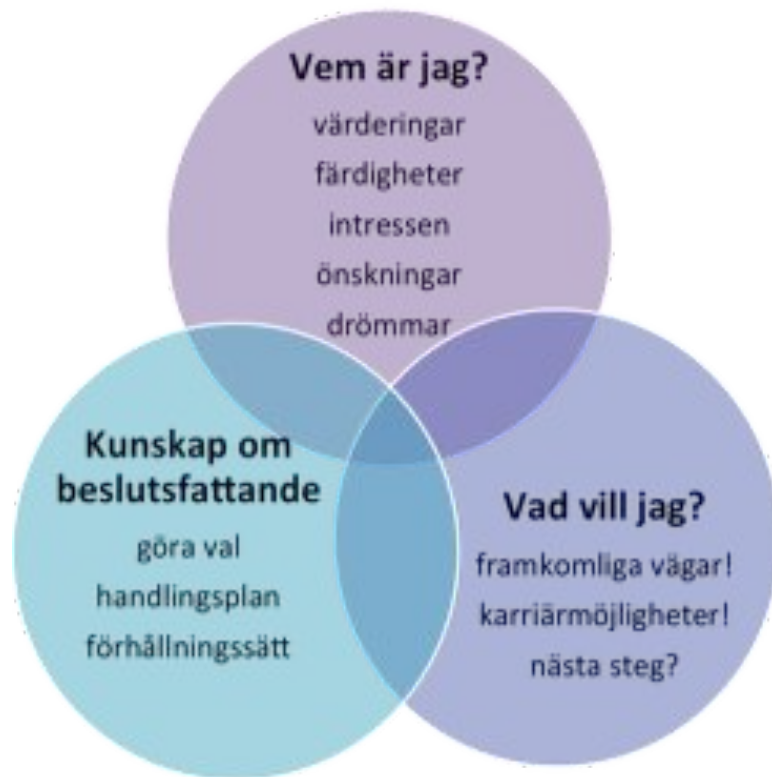 Vem är jag?
värderingar
färdigheter
intressen
önskningar
drömmar
Kunskap om
beslutsfattande
göra val
handlingsplan
förhållningssätt
Vad vill jag?
framkomliga vägar!
karriärmöjligheter!
nästa steg?